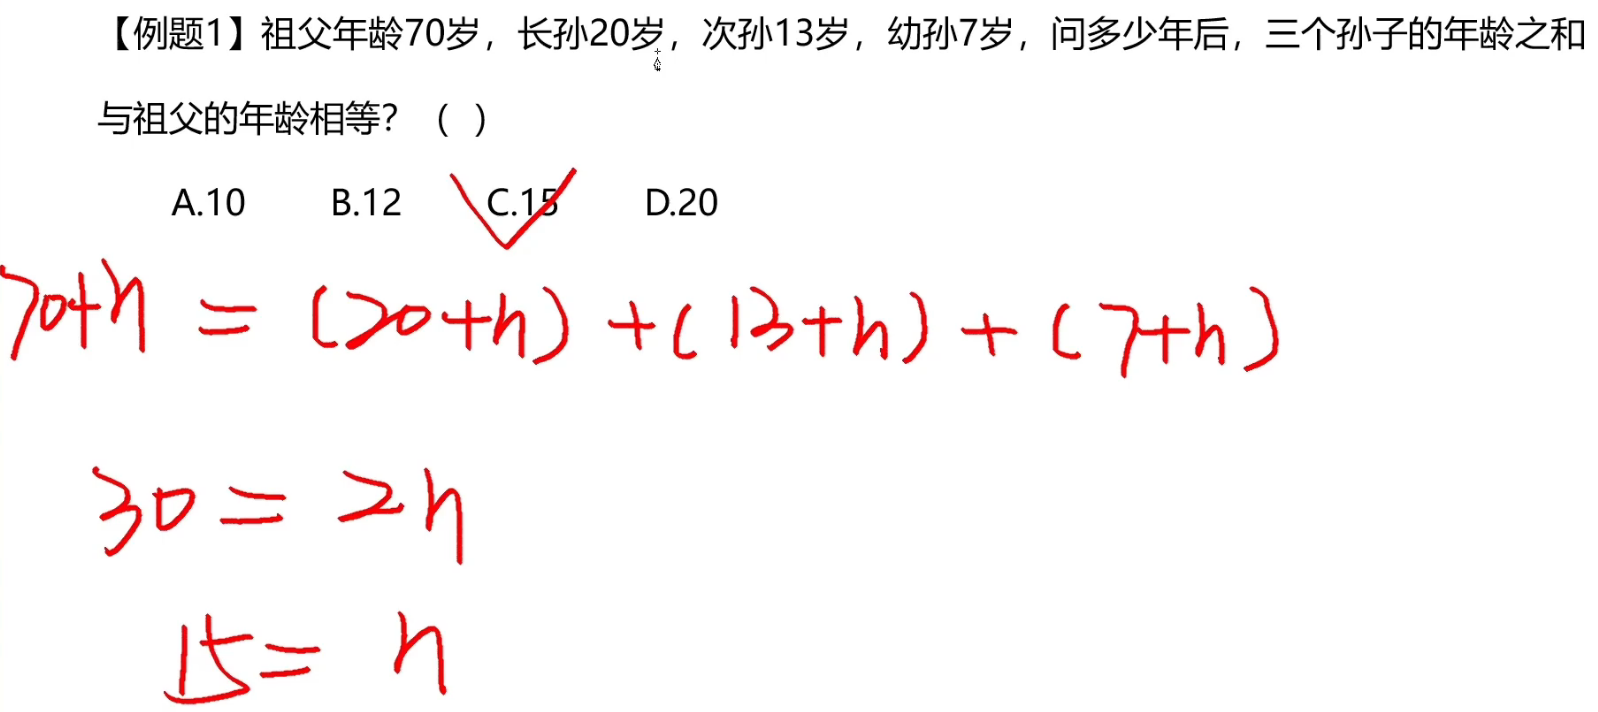 【例题1】祖父年龄70岁，长孙20岁，次孙13岁，幼孙7岁，问多少年后，三个孙子的年龄之和
与祖父的年龄相等？（ ）
A.10 B.12 C.15 D.20
70+n = (20+n) + (13+n) + (7+n)
30 = 2n
15 = n